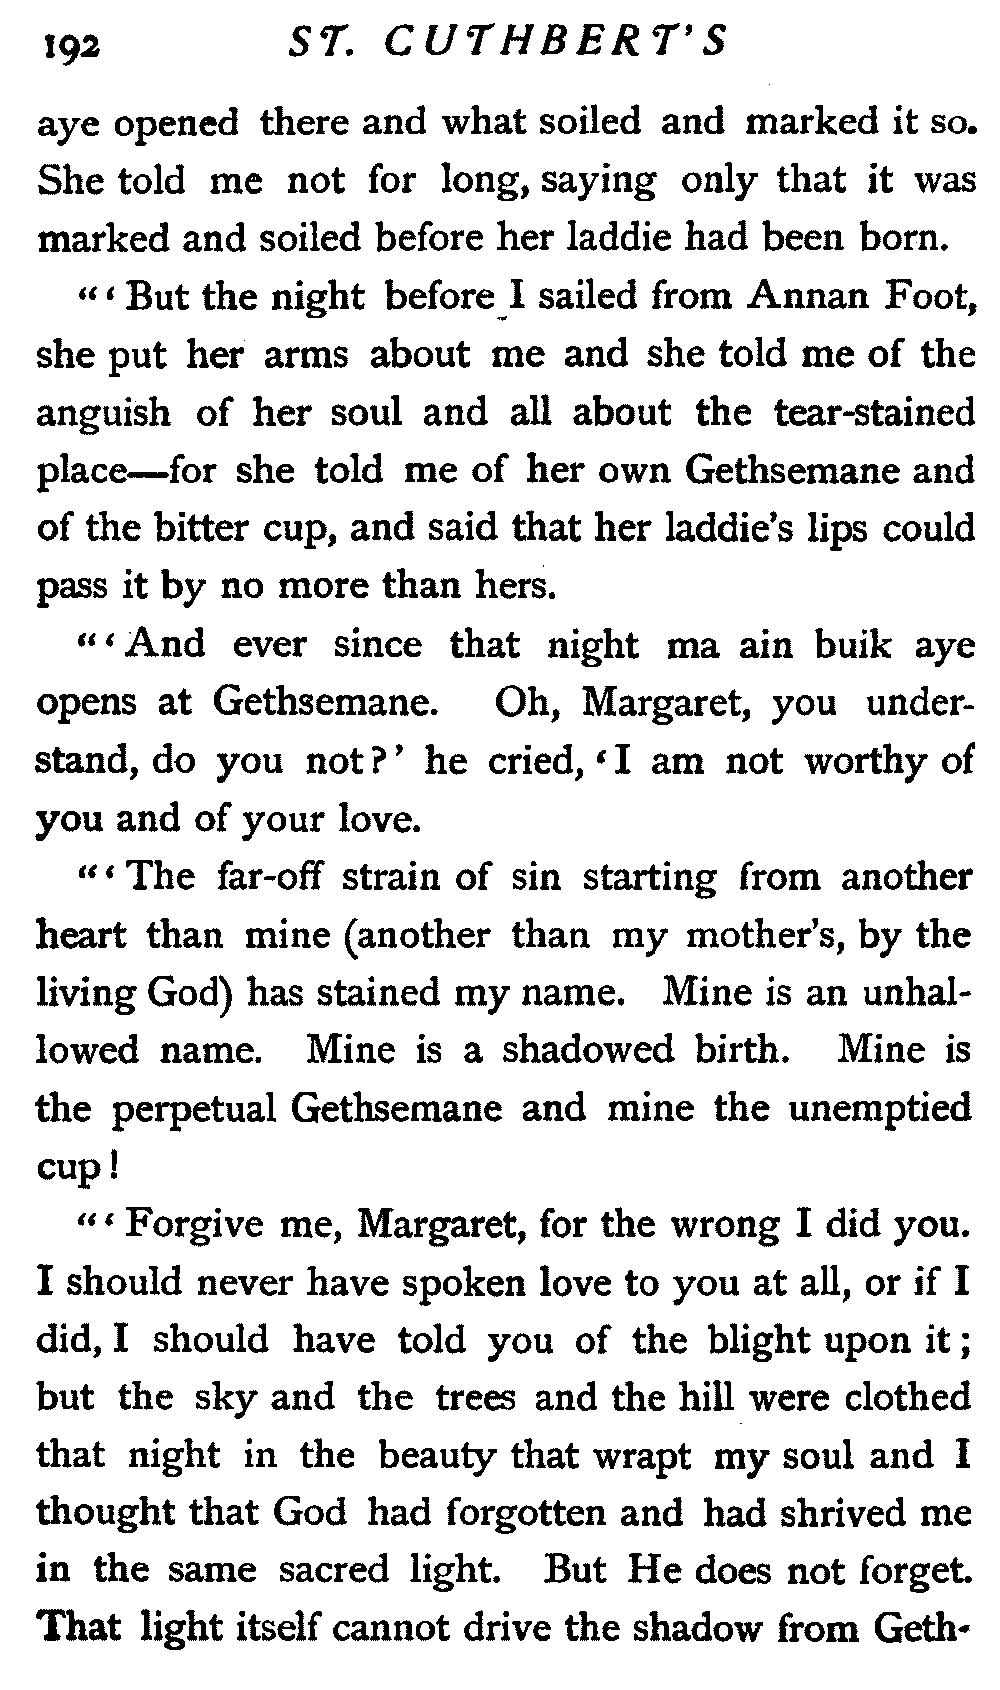 192 ST. CUTHBERT'S
aye opened there and what soiled and marked it so.
She told me not for long, saying only that it was
marked and soiled before her laddie had been born.
"'But the night before I sailed from Annan Foot,
she put her arms about me and she told me of the
anguish of her soul and all about the tear-stained
place—for she told me of her own Gethsemane and
of the bitter cup, and said that her laddie's lips could
pass it by no more than hers.
"'And ever since that night ma ain buik aye
opens at Gethsemane. Oh, Margaret, you under-
stand, do you not?' he cried, 'I am not worthy of
you and of your love.
"'The far-off strain of sin starting from another
heart than mine (another than my mother's, by the
living God) has stained my name. Mine is an unhal-
lowed name. Mine is a shadowed birth. Mine is
the perpetual Gethsemane and mine the unemptied
cup!
"'Forgive me, Margaret, for the wrong I did you.
I should never have spoken love to you at all, or if I
did, I should have told you of the blight upon it;
but the sky and the trees and the hill were clothed
that night in the beauty that wrapt my soul and I
thought that God had forgotten and had shrived me
in the same sacred light. But He does not forget.
That light itself cannot drive the shadow from Geth-